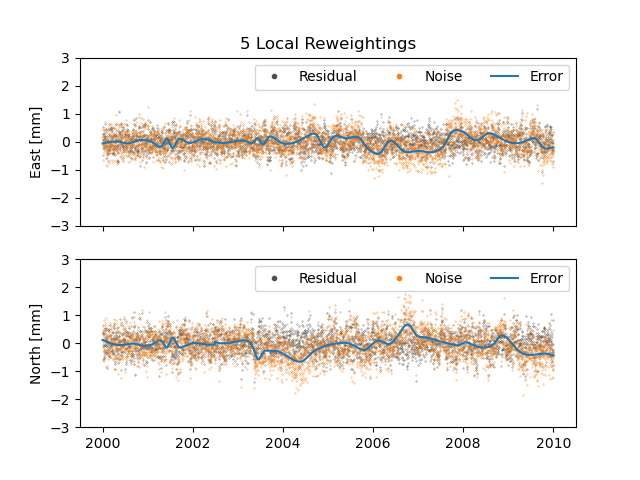 5 Local Reweightings
3
2
1
0
−1
−2
−3
East [mm]
Residual Noise Error
3
2
1
0
−1
−2
−3
North [mm]
Residual Noise Error
2000 2002 2004 2006 2008 2010